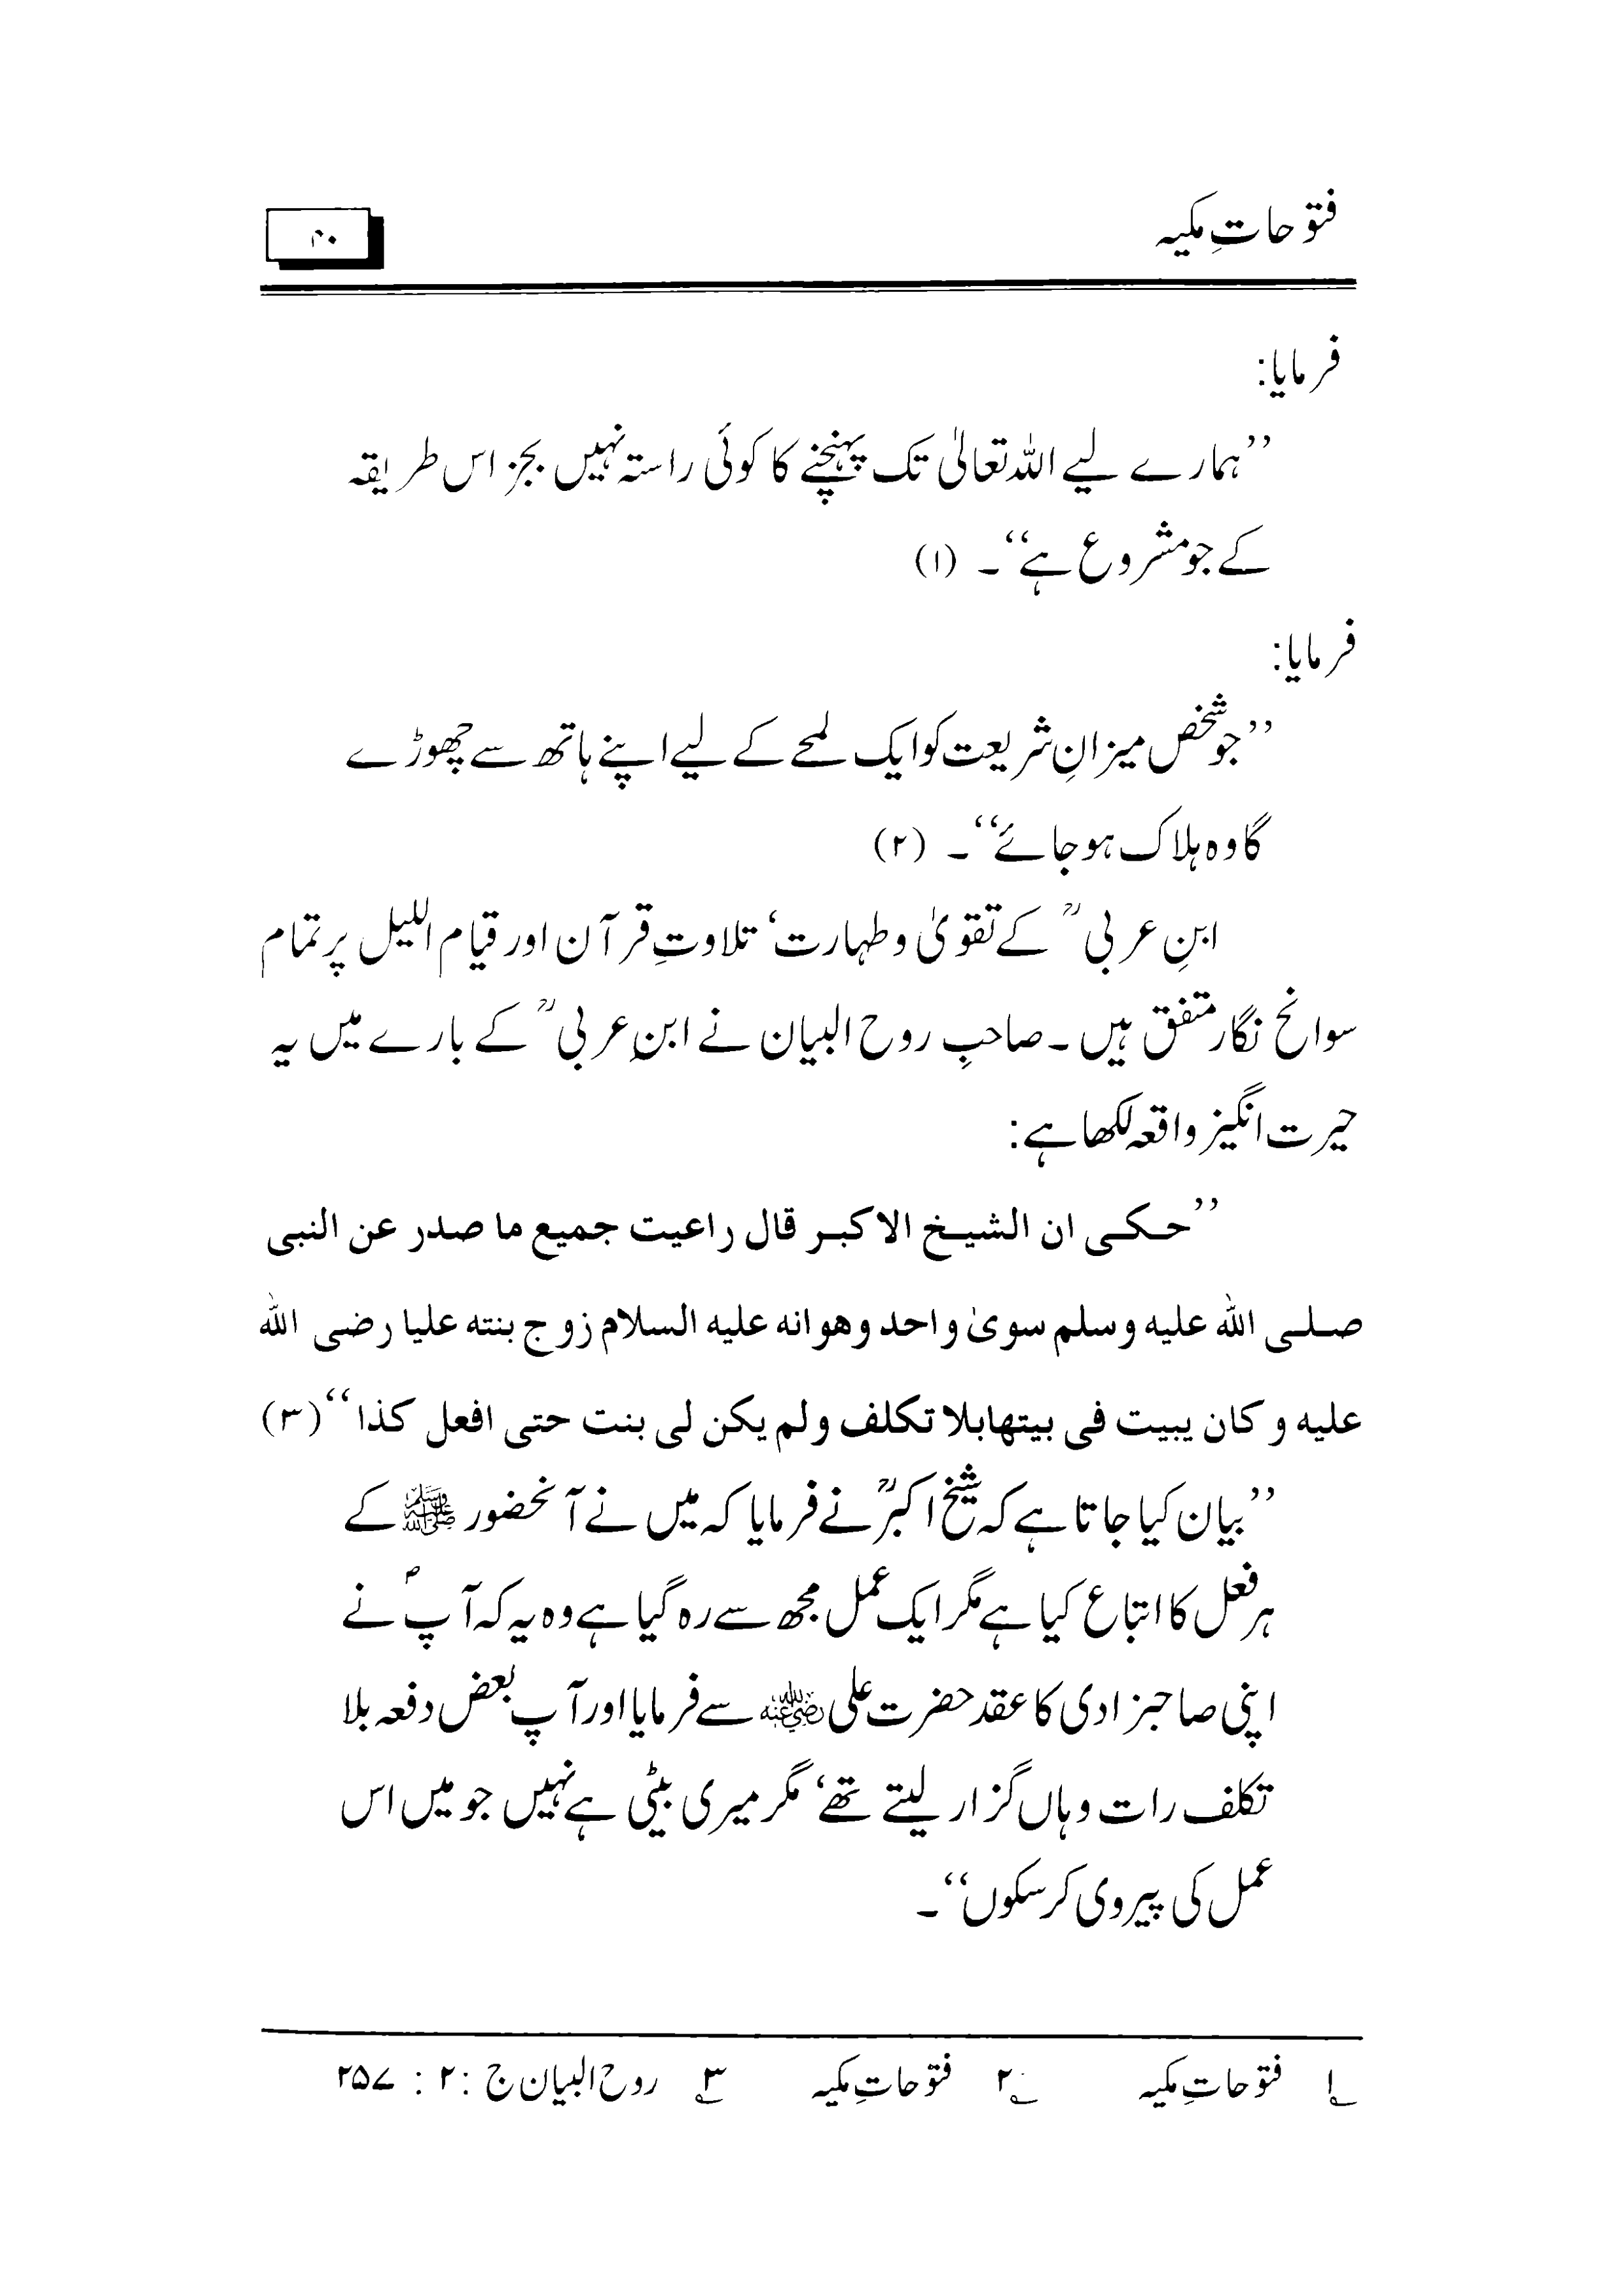 فتوحاتِ مکیہ
۴۰
فرمایا:
’’ہمارے لیے اللہ تعالیٰ تک پہنچنے کا کوئی راستہ نہیں بجز اس طریقہ
کے جو مشروع ہے‘‘۔ (۱)
فرمایا:
’’جو شخص میزانِ شریعت کو ایک لمحے کے لیے اپنے ہاتھ سے چھوڑے
گا وہ ہلاک ہو جائے‘‘۔ (۲)
ابنِ عربیؒ کے تقویٰ و طہارت‘ تلاوتِ قرآن اور قیام اللیل پر تمام
سوانح نگار متفق ہیں۔ صاحبِ روح البیان نے ابنِ عربیؒ کے بارے میں یہ
حیرت انگیز واقعہ لکھا ہے:
’’حکی ان الشیخ الاکبر قال راعیت جمیع ما صدر عن النبی
صلی اللہ علیہ وسلم سویٰ واحد وھوانہ علیہ السلام زوج بنتہ علیا رضی اللہ
علیہ و کان یبیت فی بیتھا بلا تکلف ولم یکن لی بنت حتی افعل کذا‘‘ (۳)
’’بیان کیا جاتا ہے کہ شیخ اکبرؒ نے فرمایا کہ میں نے آنحضور ﷺ کے
ہر فعل کا اتباع کیا ہے مگر ایک عمل مجھ سے رہ گیا ہے وہ یہ کہ آپؐ نے
اپنی صاحبزادی کا عقد حضرت علی رضی اللہ عنہ سے فرمایا اور آپ بعض دفعہ بلا
تکلف رات وہاں گزار لیتے تھے‘ مگر میری بیٹی ہے نہیں جو میں اس
عمل کی پیروی کر سکوں‘‘۔
۱؎ فتوحاتِ مکیہ ۲؎ فتوحاتِ مکیہ ۳؎ روح البیان ج :۲ : ۲۵۷